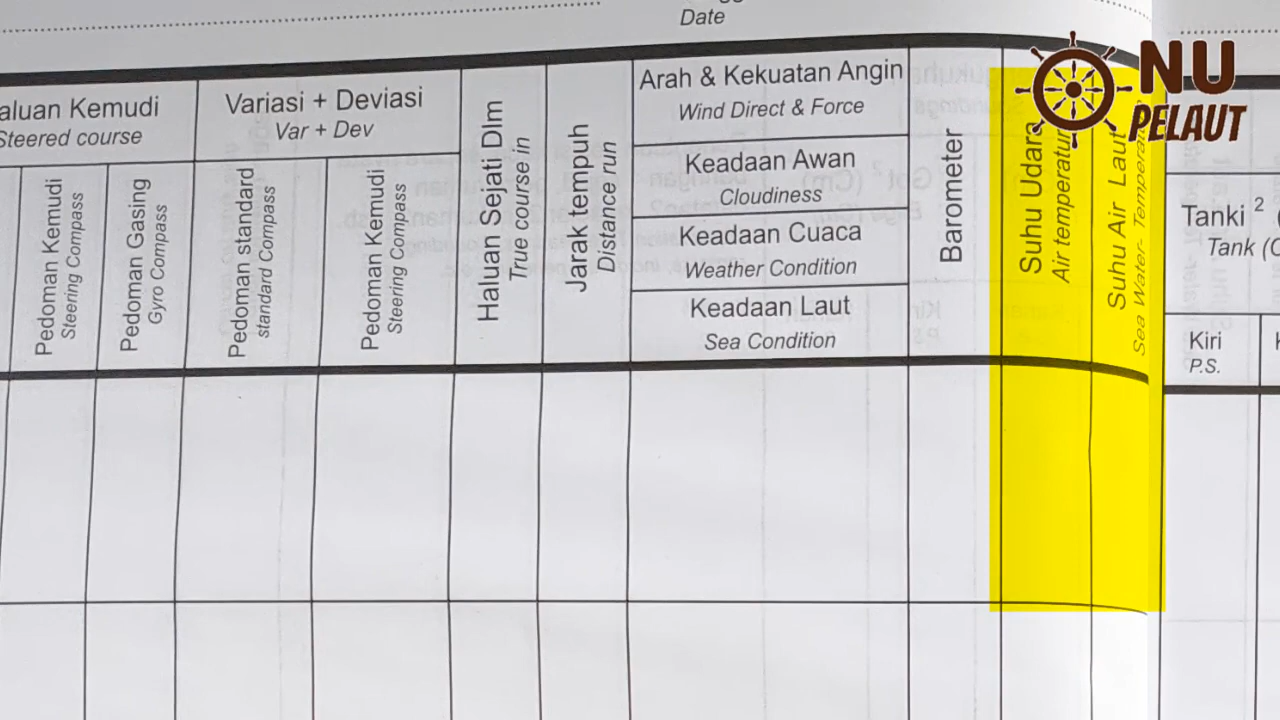 Date
NU
PELAUT
aluan Kemudi
Steered course
Pedoman Kemudi
Steering Compass
Pedoman Gasing
Gyro Compass
Variasi + Deviasi
Var + Dev
Pedoman standard
standard Compass
Pedoman Kemudi
Steering Compass
Haluan Sejati Dlm
True course in
Jarak tempuh
Distance run
Arah & Kekuatan Angin
Wind Direct & Force
Keadaan Awan
Cloudiness
Keadaan Cuaca
Weather Condition
Keadaan Laut
Sea Condition
Barometer
Suhu Udara
Air temperatur
Suhu Air Laut
Sea Water- Temperature
Tanki 2
Tank
Kiri
P.S.